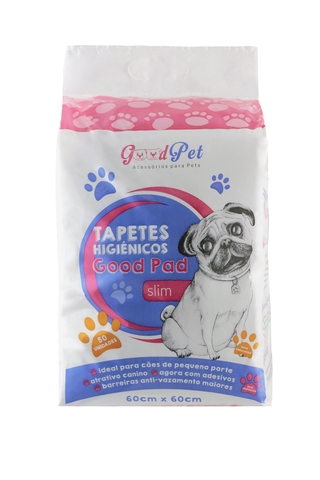 GoodPet
Acessórios para Pets
TAPETES
HIGIÊNICOS
Good Pad
slim
50
UNIDADES
ideal para cães de pequeno porte
atrativo canino agora com adesivos
barreiras anti-vazamento maiores
60cm x 60cm